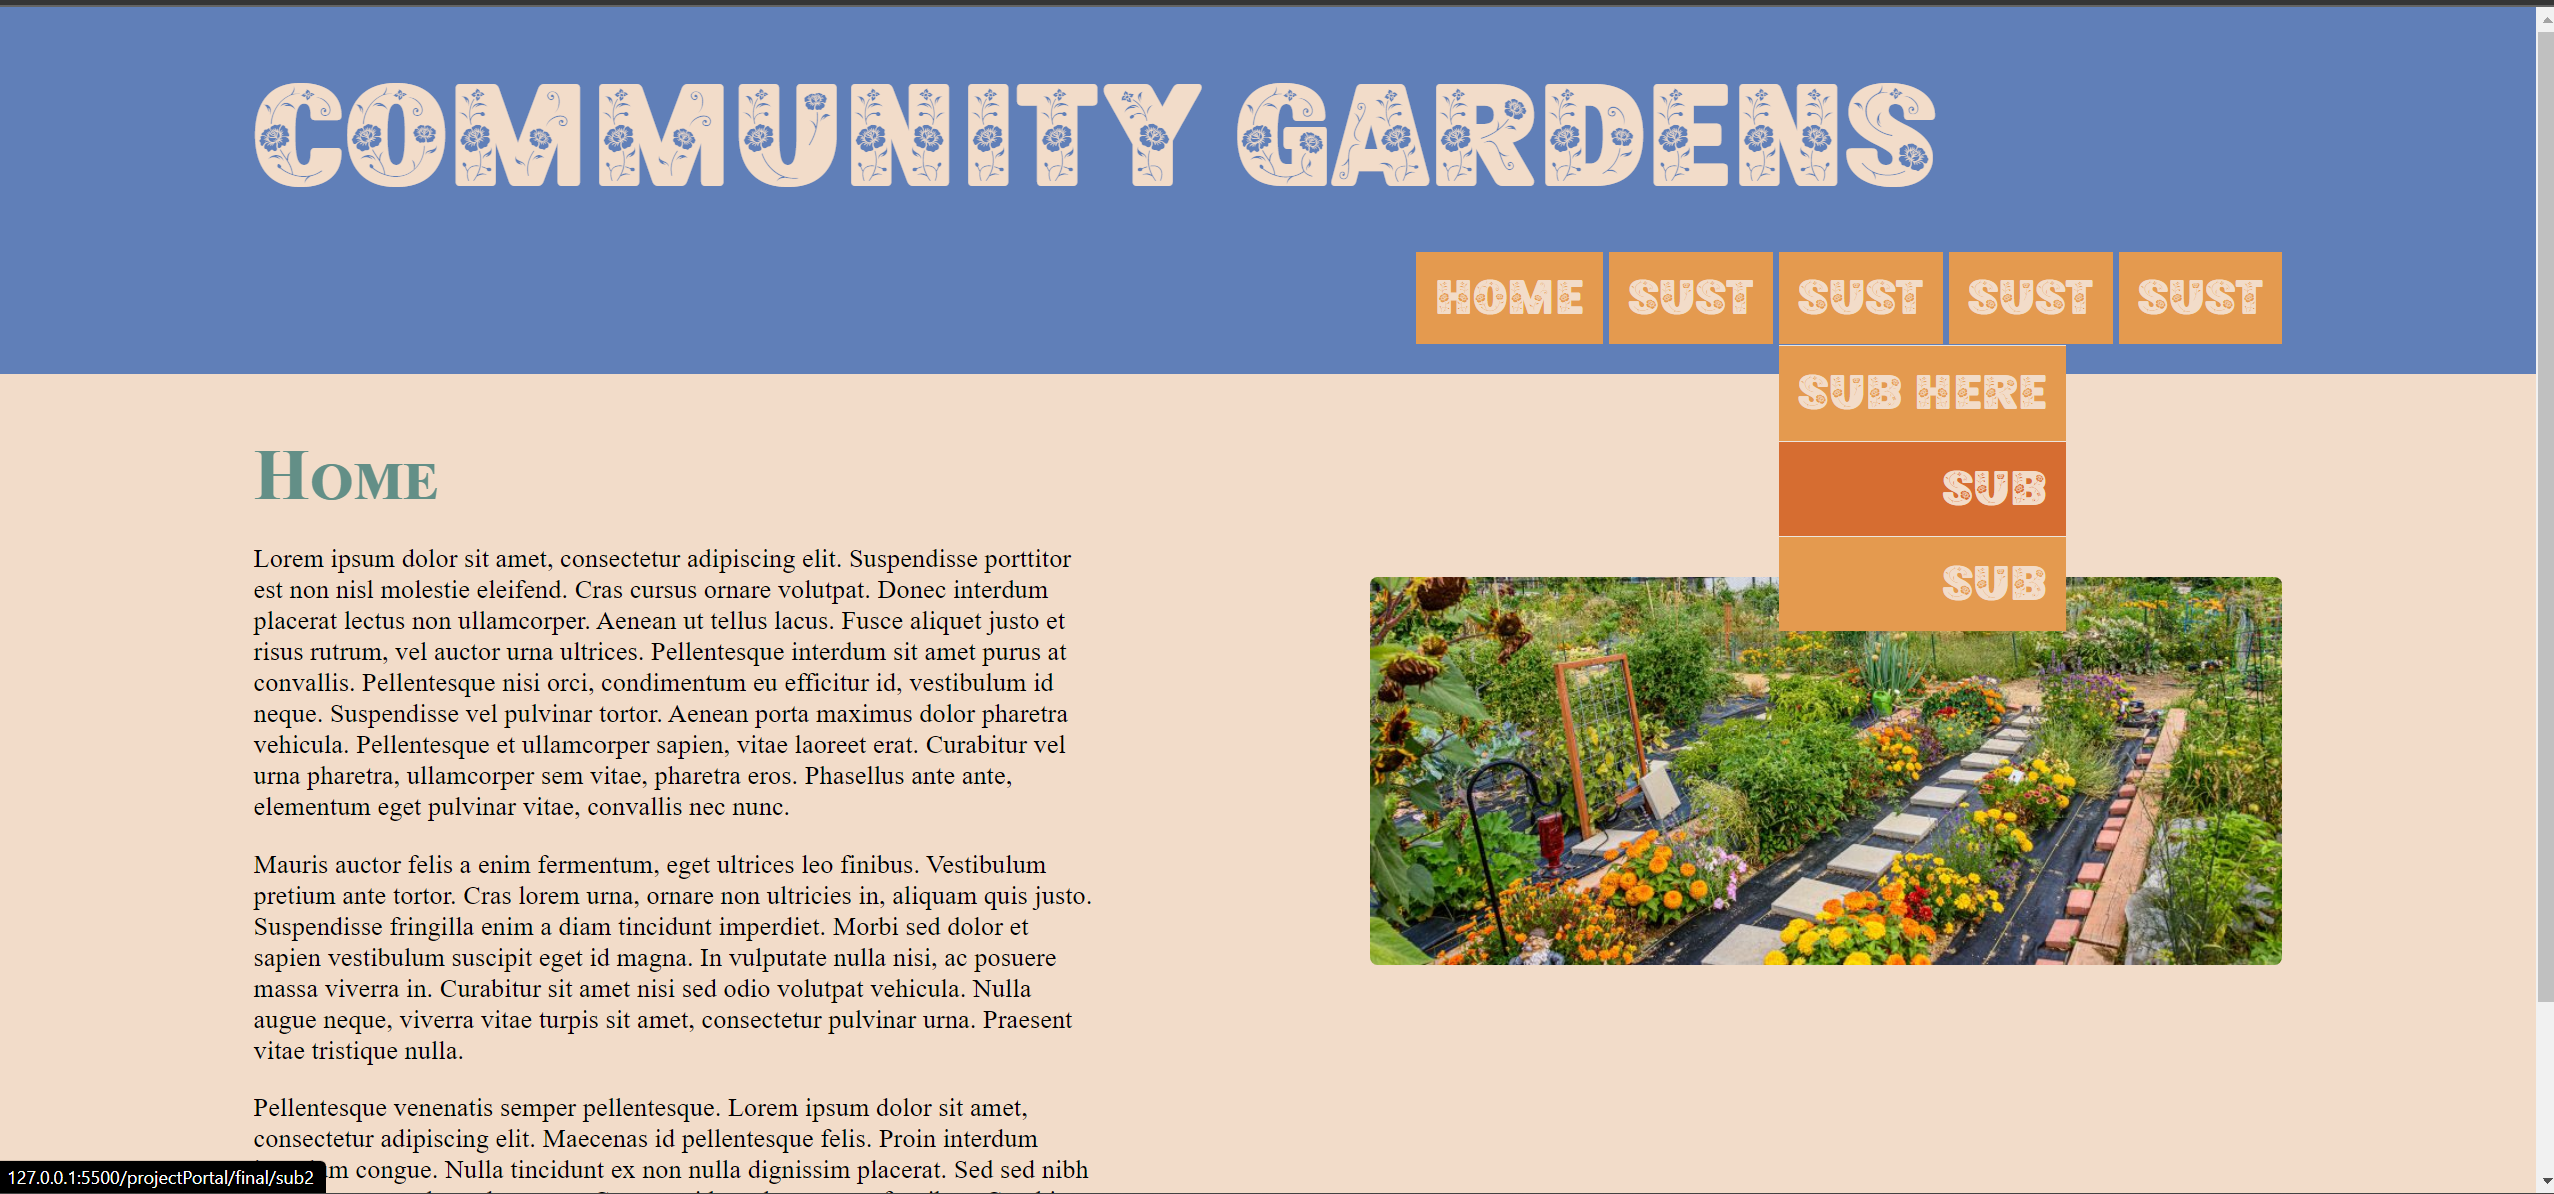 COMMUNITY GARDENS
HOME SUST SUST SUST SUST
SUB HERE
SUB
SUB
Home
Lorem ipsum dolor sit amet, consectetur adipiscing elit. Suspendisse porttitor
est non nisl molestie eleifend. Cras cursus ornare volutpat. Donec interdum
placerat lectus non ullamcorper. Aenean ut tellus lacus. Fusce aliquet justo et
risus rutrum, vel auctor urna ultrices. Pellentesque interdum sit amet purus at
convallis. Pellentesque nisi orci, condimentum eu efficitur id, vestibulum id
neque. Suspendisse vel pulvinar tortor. Aenean porta maximus dolor pharetra
vehicula. Pellentesque et ullamcorper sapien, vitae laoreet erat. Curabitur vel
urna pharetra, ullamcorper sem vitae, pharetra eros. Phasellus ante ante,
elementum eget pulvinar vitae, convallis nec nunc.
Mauris auctor felis a enim fermentum, eget ultrices leo finibus. Vestibulum
pretium ante tortor. Cras lorem urna, ornare non ultricies in, aliquam quis justo.
Suspendisse fringilla enim a diam tincidunt imperdiet. Morbi sed dolor et
sapien vestibulum suscipit eget id magna. In vulputate nulla nisi, ac posuere
massa viverra in. Curabitur sit amet nisi sed odio volutpat vehicula. Nulla
augue neque, viverra vitae turpis sit amet, consectetur pulvinar urna. Praesent
vitae tristique nulla.
Pellentesque venenatis semper pellentesque. Lorem ipsum dolor sit amet,
consectetur adipiscing elit. Maecenas id pellentesque felis. Proin interdum
congue. Nulla tincidunt ex non nulla dignissim placerat. Sed sed nibh
127.0.0.1:5500/projectPortal/final/sub2